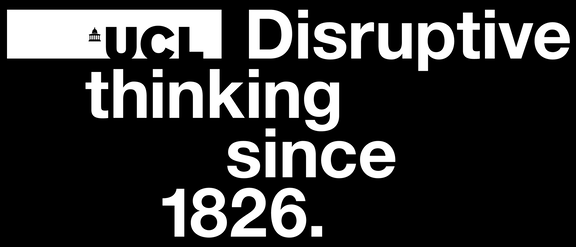 UCL Disruptive
thinking
since
1826.